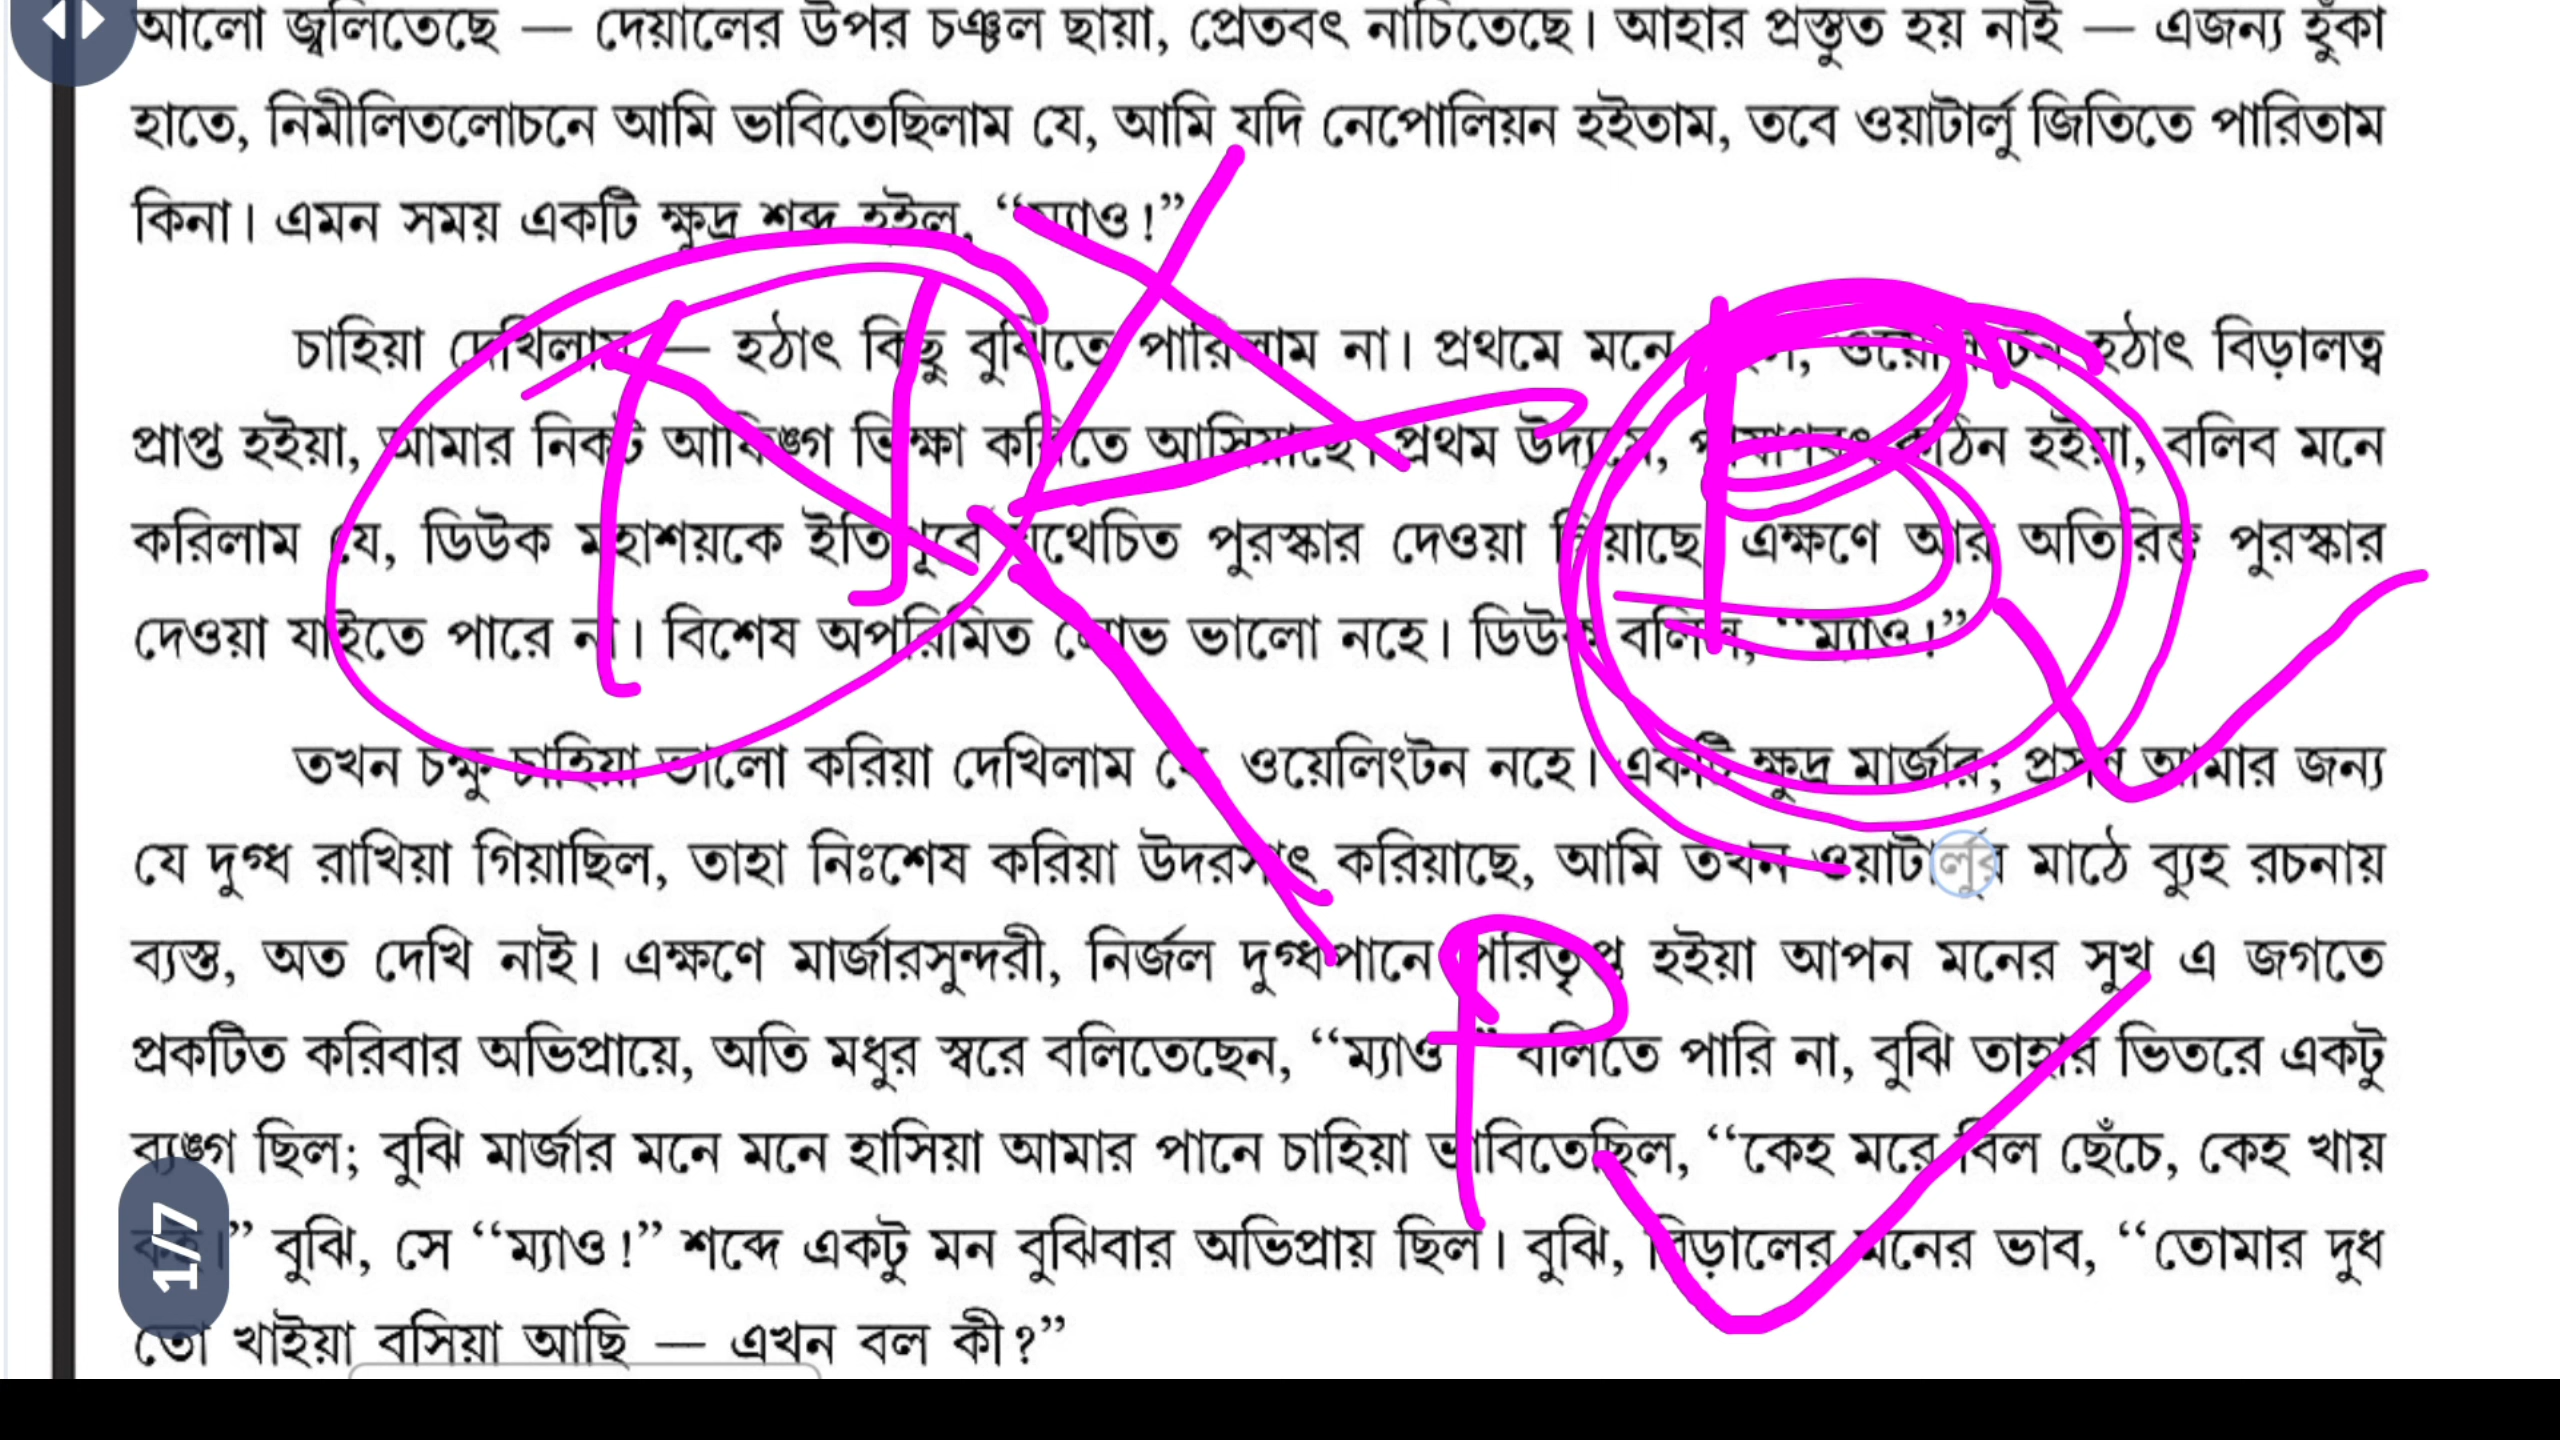 আলো জ্বলিতেছে — দেয়ালের উপর চঞ্চল ছায়া, প্রেতবৎ নাচিতেছে। আহার প্রস্তুত হয় নাই — এজন্য হুঁকা
হাতে, নিমীলিতলোচনে আমি ভাবিতেছিলাম যে, আমি যদি নেপোলিয়ন হইতাম, তবে ওয়াটার্লু জিতিতে পারিতাম
কিনা। এমন সময় একটি ক্ষুদ্র শব্দ হইল, “ম্যাও!”
চাহিয়া দেখিলাম — হঠাৎ কিছু বুঝিতে পারিলাম না। প্রথমে মনে হঠাৎ বিড়ালত্ব
প্রাপ্ত হইয়া, আমার নিকট আফিঙ্গ ভিক্ষা করিতে আসিয়াছে। প্রথম উদ্যমে, পাষাণবৎ কঠিন হইয়া, বলিব মনে
করিলাম যে, ডিউক মহাশয়কে ইতিপূর্বে যথেচিত পুরস্কার দেওয়া গিয়াছে, এক্ষণে আর অতিরিক্ত পুরস্কার
দেওয়া যাইতে পারে না। বিশেষ অপরিমিত লোভ ভালো নহে। ডিউক বলিল, “ম্যাও!”
তখন চক্ষু চাহিয়া ভালো করিয়া দেখিলাম যে, ওয়েলিংটন নহে। একটি ক্ষুদ্র মার্জার; প্রসন্ন আমার জন্য
যে দুগ্ধ রাখিয়া গিয়াছিল, তাহা নিঃশেষ করিয়া উদরসাৎ করিয়াছে, আমি তখন ওয়াটার্লুর মাঠে ব্যুহ রচনায়
ব্যস্ত, অত দেখি নাই। এক্ষণে মার্জারসুন্দরী, নির্জল দুগ্ধপানে পরিতৃপ্ত হইয়া আপন মনের সুখ এ জগতে
প্রকটিত করিবার অভিপ্রায়ে, অতি মধুর স্বরে বলিতেছেন, “ম্যাও!” বলিতে পারি না, বুঝি তাহার ভিতরে একটু
ব্যঙ্গ ছিল; বুঝি মার্জার মনে মনে হাসিয়া আমার পানে চাহিয়া ভাবিতেছিল, “কেহ মরে বিল ছেঁচে, কেহ খায়
কই।” বুঝি, সে “ম্যাও!” শব্দে একটু মন বুঝিবার অভিপ্রায় ছিল। বুঝি, বিড়ালের মনের ভাব, “তোমার দুধ
তো খাইয়া বসিয়া আছি — এখন বল কী?”
N
B
P
1/7